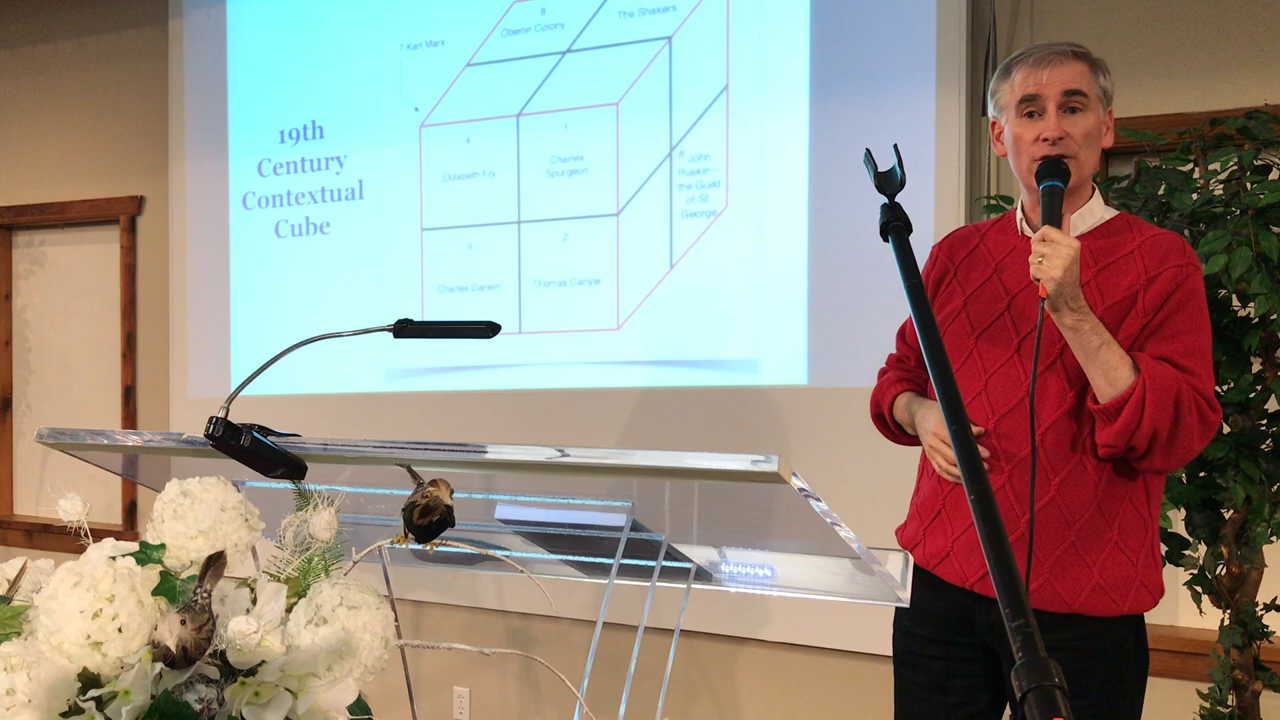 8
Oberlin Colony
The Shakers
7 Karl Marx
19th
Century
Contextual
Cube
4
Elizabeth Fry
1
Charles
Spurgeon
6 John
Ruskin—
the Guild
of St.
George
Charles Darwin
2
Thomas Carlyle